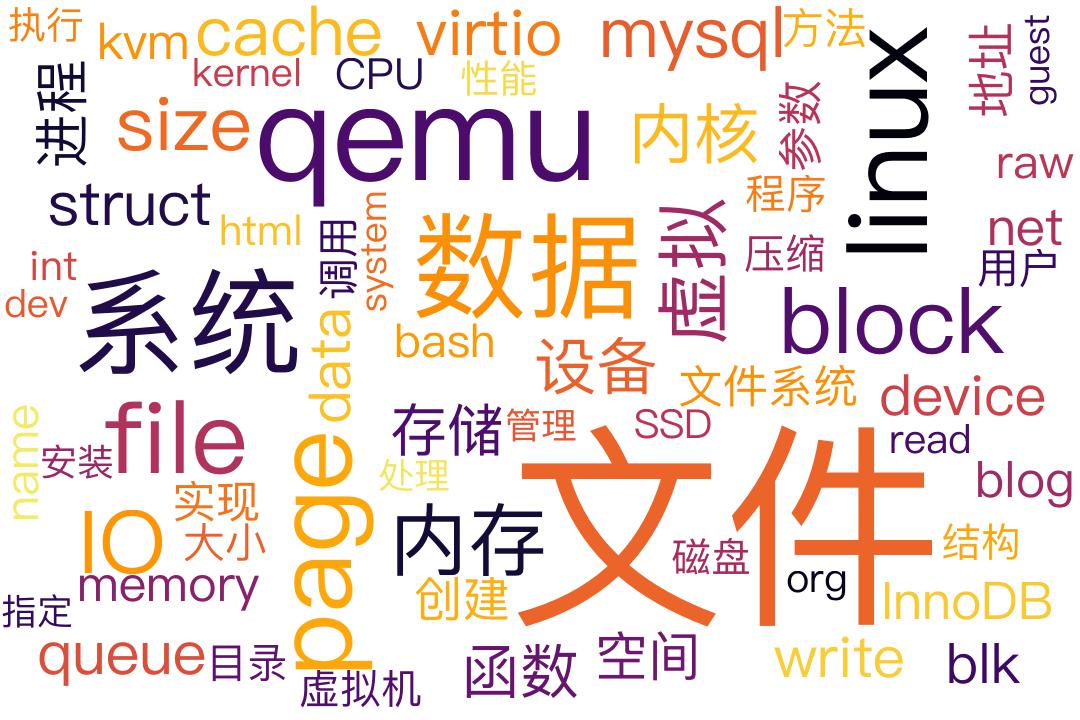 执行
kvm
cache
virtio
mysql
方法
linux
地址
guest
进程
kernel
CPU
性能
size
qemu
内核
参数
raw
struct
html
调用
system
数据
虚拟
程序
压缩
net
用户
int
dev
系统
data
bash
设备
block
文件系统
device
name
安装
file
page
存储
管理
SSD
文件
read
blog
处理
IO
实现
大小
内存
磁盘
结构
memory
创建
org
InnoDB
指定
queue
目录
虚拟机
函数
空间
write
blk